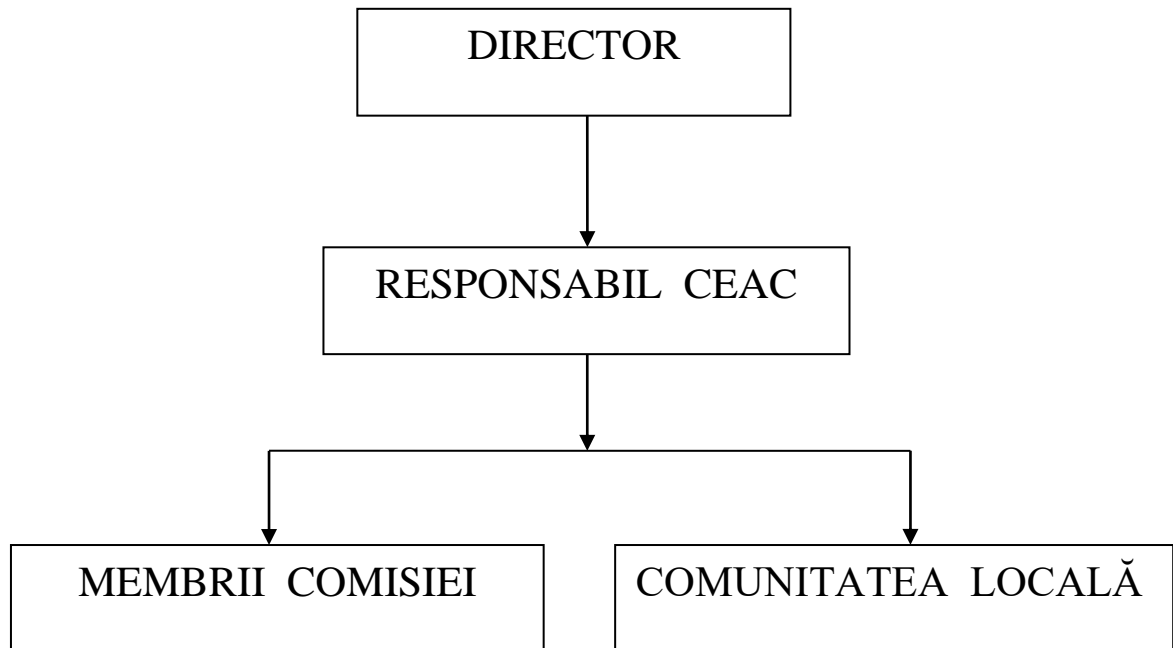 DIRECTOR
RESPONSABIL CEAC
MEMBRII COMISIEI
COMUNITATEA LOCALĂ